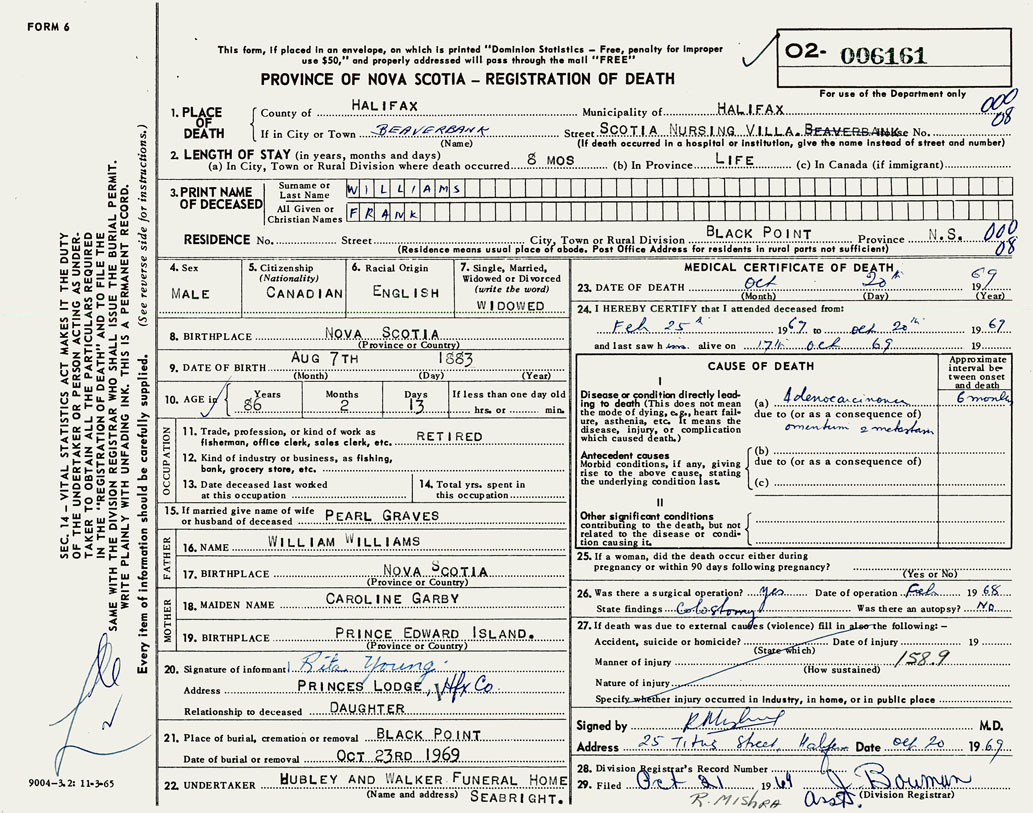 FORM 6
This form, if placed in an envelope, on which is printed "Dominion Statistics – Free, penalty for improper
use $50," and properly addressed will pass through the mail "FREE"
PROVINCE OF NOVA SCOTIA – REGISTRATION OF DEATH
O2- 006161
For use of the Department only
000
08
1. PLACE OF DEATH
County of HALIFAX Municipality of HALIFAX
If in City or Town BEAVERBANK Street SCOTIA NURSING VILLA. BEAVERBANK House No.
(Name) (If death occurred in a hospital or institution, give the name instead of street and number)
2. LENGTH OF STAY (in years, months and days)
(a) In City, Town or Rural Division where death occurred 8 MOS (b) In Province LIFE (c) In Canada (if immigrant)
3. PRINT NAME OF DECEASED
Surname or Last Name WILLIAMS
All Given or Christian Names FRANK
RESIDENCE No. Street City, Town or Rural Division BLACK POINT Province N.S. 000
08
(Residence means usual place of abode. Post Office Address for residents in rural parts not sufficient)
4. Sex
MALE
5. Citizenship
(Nationality)
CANADIAN
6. Racial Origin
ENGLISH
7. Single, Married,
Widowed or Divorced
(write the word)
WIDOWED
8. BIRTHPLACE NOVA SCOTIA
(Province or Country)
9. DATE OF BIRTH AUG 7TH 1883
(Month) (Day) (Year)
10. AGE in Years 86 Months 2 Days 13 If less than one day old
hrs. or min.
OCCUPATION
11. Trade, profession, or kind of work as
fisherman, office clerk, sales clerk, etc. RETIRED
12. Kind of industry or business, as fishing,
bank, grocery store, etc.
13. Date deceased last worked
at this occupation
14. Total yrs. spent in
this occupation
15. If married give name of wife
or husband of deceased PEARL GRAVES
FATHER
16. NAME WILLIAM WILLIAMS
17. BIRTHPLACE NOVA SCOTIA
(Province or Country)
MOTHER
18. MAIDEN NAME CAROLINE GARBY
19. BIRTHPLACE PRINCE EDWARD ISLAND.
(Province or Country)
20. Signature of informant Rita Young
Address PRINCES LODGE, Hfx Co
Relationship to deceased DAUGHTER
21. Place of burial, cremation or removal BLACK POINT
Date of burial or removal OCT 23RD 1969
22. UNDERTAKER HUBLEY AND WALKER FUNERAL HOME
(Name and address) SEABRIGHT.
MEDICAL CERTIFICATE OF DEATH
23. DATE OF DEATH Oct 20th 1969
(Month) (Day) (Year)
24. I HEREBY CERTIFY that I attended deceased from:
Feb 25th 1967 to Oct 20th 1967
and last saw him alive on 17th Oct 69 19
CAUSE OF DEATH
Approximate
interval be-
tween onset
and death
I
Disease or condition directly lead-
ing to death (This does not mean
the mode of dying, e.g., heart fail-
ure, asthenia, etc. It means the
disease, injury, or complication
which caused death.)
(a) Adenocarcinoma 6 months
due to (or as a consequence of)
omentum
Antecedent causes
Morbid conditions, if any, giving
rise to the above cause, stating
the underlying condition last.
(b)
due to (or as a consequence of)
(c)
II
Other significant conditions
contributing to the death, but not
related to the disease or condi-
tion causing it.
25. If a woman, did the death occur either during
pregnancy or within 90 days following pregnancy?
(Yes or No)
26. Was there a surgical operation? yes Date of operation Feb 1968
State findings Colostomy Was there an autopsy? NO
27. If death was due to external causes (violence) fill in also the following: –
Accident, suicide or homicide? Date of injury 19
(State which)
Manner of injury 158.9
(How sustained)
Nature of injury
Specify whether injury occurred in industry, in home, or in public place
Signed by R Mishra M.D.
Address 25 Titus Street, Halifax Date Oct 20 1969
28. Division Registrar's Record Number
29. Filed Oct 21 1969 J Bowman
R. MISHRA Asst. (Division Registrar)
SEC. 14 – VITAL STATISTICS ACT MAKES IT THE DUTY
OF THE UNDERTAKER OR PERSON ACTING AS UNDER-
TAKER TO OBTAIN ALL THE PARTICULARS REQUIRED
IN THE "REGISTRATION OF DEATH" AND TO FILE THE
SAME WITH THE DIVISION REGISTRAR WHO SHALL ISSUE THE BURIAL PERMIT.
WRITE PLAINLY WITH UNFADING INK. THIS IS A PERMANENT RECORD.
Every item of information should be carefully supplied. (See reverse side for instructions.)
9004-3.2: 11-3-65